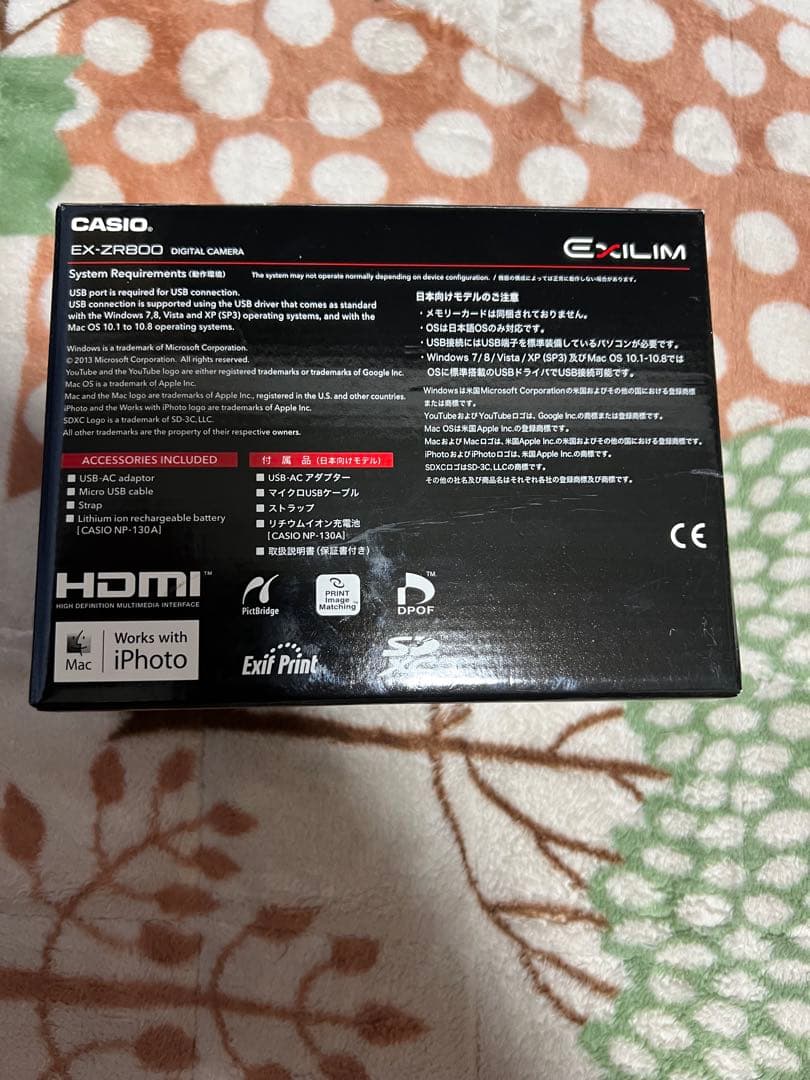 CASIO®
EX-ZR800 DIGITAL CAMERA
EXILIM
System Requirements (動作環境)
The system may not operate normally depending on device configuration. / 機器の構成によっては正常に動作しない場合があります。
USB port is required for USB connection.
USB connection is supported using the USB driver that comes as standard
with the Windows 7,8, Vista and XP (SP3) operating systems, and with the
Mac OS 10.1 to 10.8 operating systems.
Windows is a trademark of Microsoft Corporation.
© 2013 Microsoft Corporation. All rights reserved.
YouTube and the YouTube logo are either registered trademarks or trademarks of Google Inc.
Mac OS is a trademark of Apple Inc.
Mac and the Mac logo are trademarks of Apple Inc., registered in the U.S. and other countries.
iPhoto and the Works with iPhoto logo are trademarks of Apple Inc.
SDXC Logo is a trademark of SD-3C, LLC.
All other trademarks are the property of their respective owners.
日本向けモデルのご注意
・メモリーカードは同梱されておりません。
・OSは日本語OSのみ対応です。
・USB接続にはUSB端子を標準装備しているパソコンが必要です。
・Windows 7/8/Vista/XP (SP3) 及びMac OS 10.1-10.8では
OSに標準搭載のUSBドライバでUSB接続可能です。
Windowsは米国Microsoft Corporationの米国およびその他の国における登録商標
または商標です。
YouTubeおよびYouTubeロゴは、Google Inc.の商標または登録商標です。
Mac OSは米国Apple Inc.の登録商標です。
MacおよびMacロゴは、米国Apple Inc.の米国およびその他の国における登録商標です。
iPhotoおよびiPhotoロゴは、米国Apple Inc.の商標です。
SDXCロゴはSD-3C, LLCの商標です。
その他の社名及び商品名はそれぞれ各社の登録商標及び商標です。
ACCESSORIES INCLUDED
■ USB-AC adaptor
■ Micro USB cable
■ Strap
■ Lithium ion rechargeable battery
[CASIO NP-130A]
付属品(日本向けモデル)
■ USB-ACアダプター
■ マイクロUSBケーブル
■ ストラップ
■ リチウムイオン充電池
[CASIO NP-130A]
■ 取扱説明書(保証書付き)
CE
HDMI™
HIGH DEFINITION MULTIMEDIA INTERFACE
PictBridge
PRINT
Image
Matching™
DPOF™
Mac
Works with
iPhoto
Exif Print
SD
XC